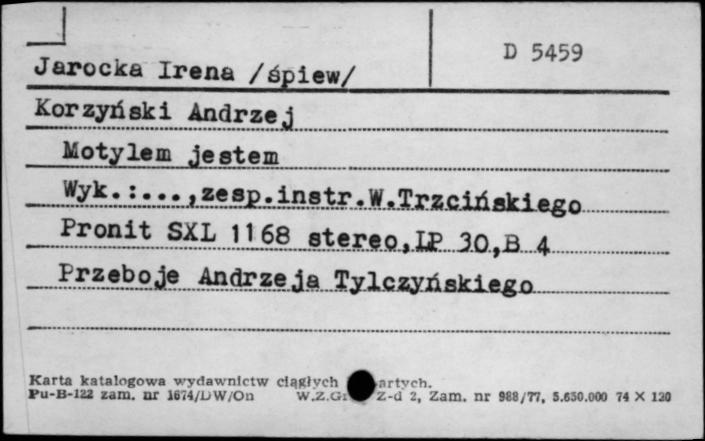 D 5459
Jarocka Irena /śpiew/
Korzyński Andrzej
Motylem jestem
Wyk.:...,zesp.instr.W.Trzcińskiego
Pronit SXL 1168 stereo,LP 30,B 4
Przeboje Andrzeja Tylczyńskiego
Karta katalogowa wydawnictw ciągłych artych.
Pu-B-122 zam. nr 1674/DW/On W.Z.Gr Z-d 2, Zam. nr 988/77, 5.650.000 74 X 120